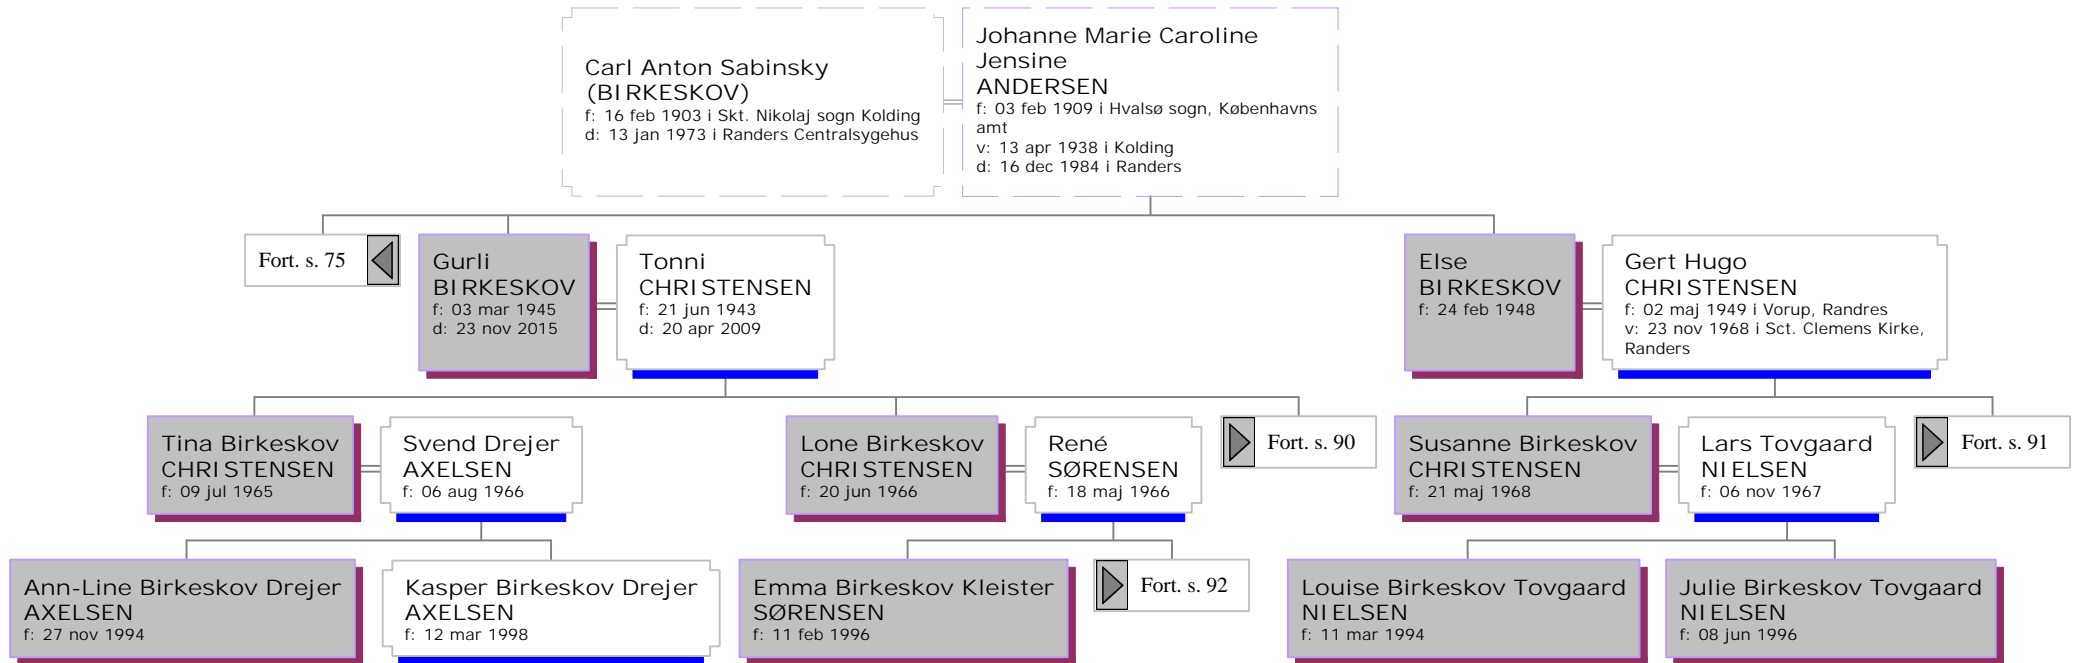 Carl Anton Sabinsky
(BIRKESKOV)
f: 16 feb 1903 i Skt. Nikolaj sogn Kolding
d: 13 jan 1973 i Randers Centralsygehus
Johanne Marie Caroline
Jensine
ANDERSEN
f: 03 feb 1909 i Hvalsø sogn, Københavns
amt
v: 13 apr 1938 i Kolding
d: 16 dec 1984 i Randers
Fort. s. 75
Gurli
BIRKESKOV
f: 03 mar 1945
d: 23 nov 2015
Tonni
CHRISTENSEN
f: 21 jun 1943
d: 20 apr 2009
Else
BIRKESKOV
f: 24 feb 1948
Gert Hugo
CHRISTENSEN
f: 02 maj 1949 i Vorup, Randres
v: 23 nov 1968 i Sct. Clemens Kirke,
Randers
Tina Birkeskov
CHRISTENSEN
f: 09 jul 1965
Svend Drejer
AXELSEN
f: 06 aug 1966
Lone Birkeskov
CHRISTENSEN
f: 20 jun 1966
René
SØRENSEN
f: 18 maj 1966
Fort. s. 90
Susanne Birkeskov
CHRISTENSEN
f: 21 maj 1968
Lars Tovgaard
NIELSEN
f: 06 nov 1967
Fort. s. 91
Ann-Line Birkeskov Drejer
AXELSEN
f: 27 nov 1994
Kasper Birkeskov Drejer
AXELSEN
f: 12 mar 1998
Emma Birkeskov Kleister
SØRENSEN
f: 11 feb 1996
Fort. s. 92
Louise Birkeskov Tovgaard
NIELSEN
f: 11 mar 1994
Julie Birkeskov Tovgaard
NIELSEN
f: 08 jun 1996